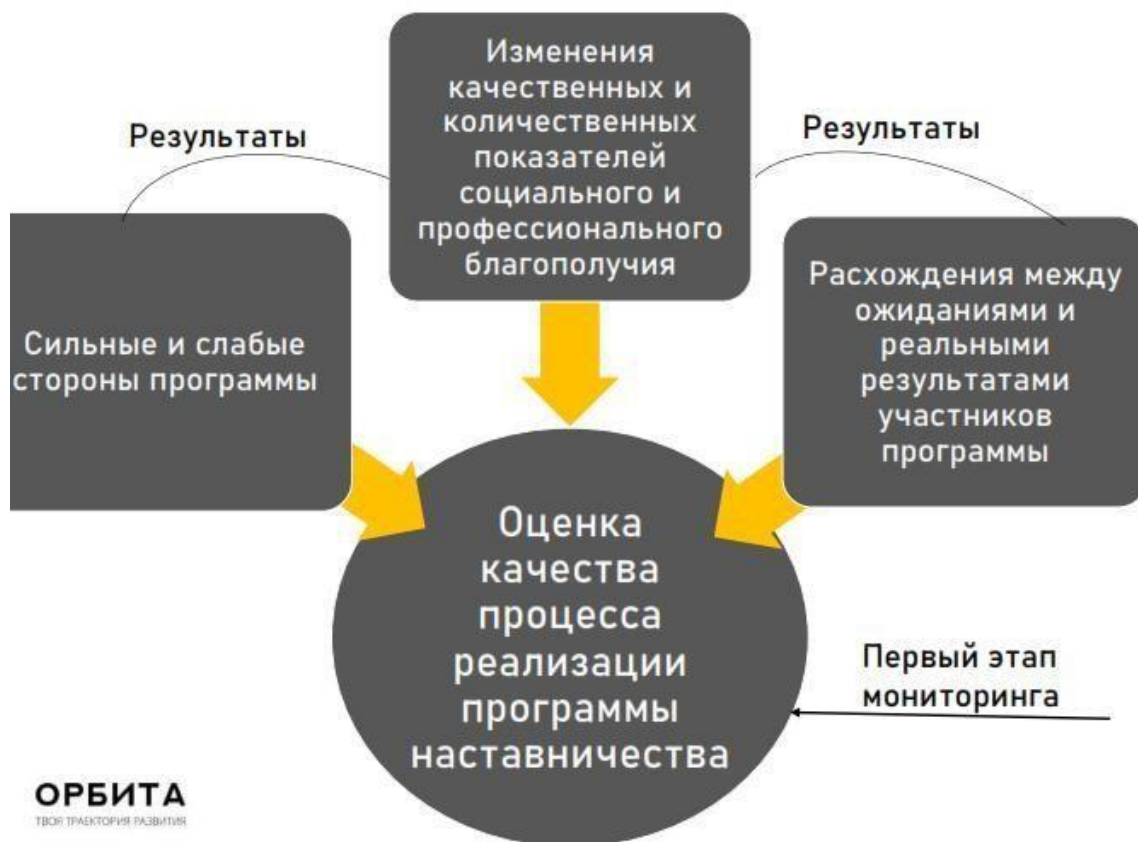 Изменения
качественных и
количественных
показателей
социального и
профессионального
благополучия
Результаты
Результаты
Сильные и слабые
стороны программы
Расхождения между
ожиданиями и
реальными
результатами
участников
программы
Оценка
качества
процесса
реализации
программы
наставничества
Первый этап
мониторинга
ОРБИТА
ТВОЯ ТРАЕКТОРИЯ РАЗВИТИЯ